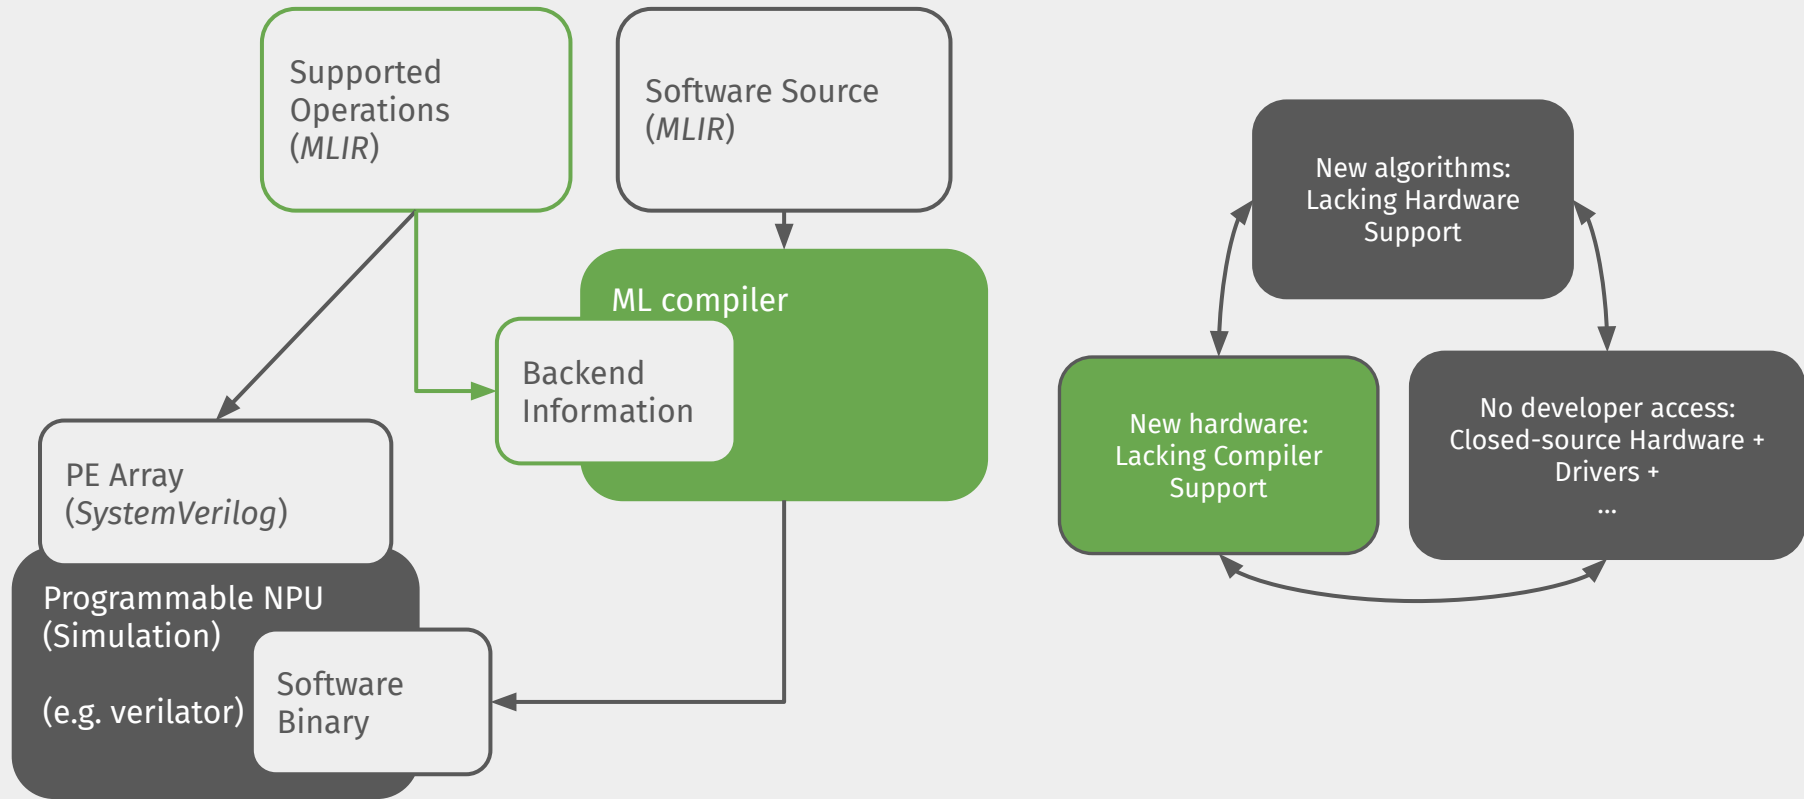 Supported
Operations
(MLIR)
Software Source
(MLIR)
ML compiler
Backend
Information
PE Array
(SystemVerilog)
Programmable NPU
(Simulation)
(e.g. verilator)
Software
Binary
New algorithms:
Lacking Hardware
Support
New hardware:
Lacking Compiler
Support
No developer access:
Closed-source Hardware +
Drivers +
...